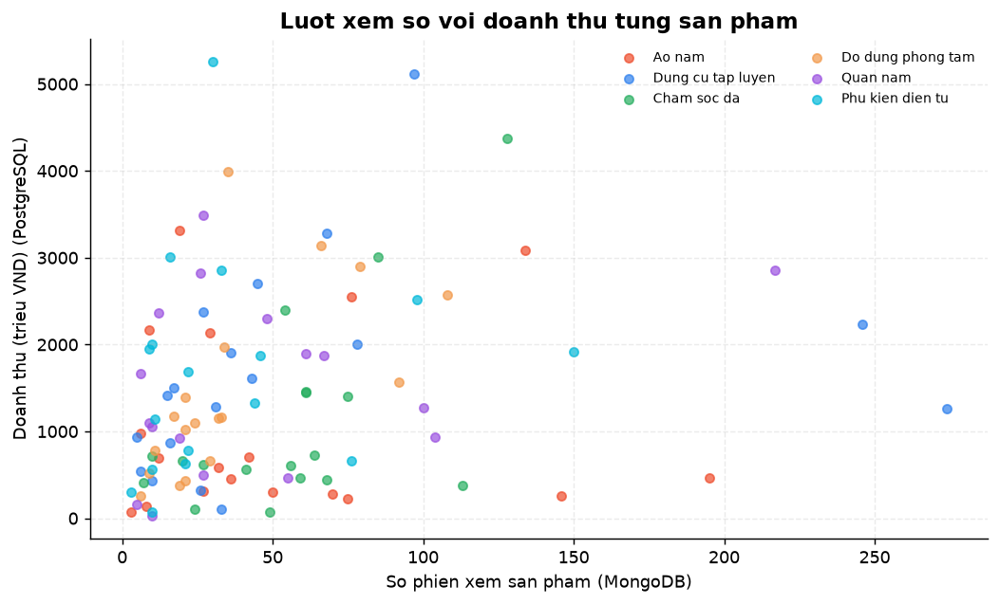 Luot xem so voi doanh thu tung san pham
Ao nam
Dung cu tap luyen
Cham soc da
Do dung phong tam
Quan nam
Phu kien dien tu
Doanh thu (trieu VND) (PostgreSQL)
5000
4000
3000
2000
1000
0
0 50 100 150 200 250
So phien xem san pham (MongoDB)